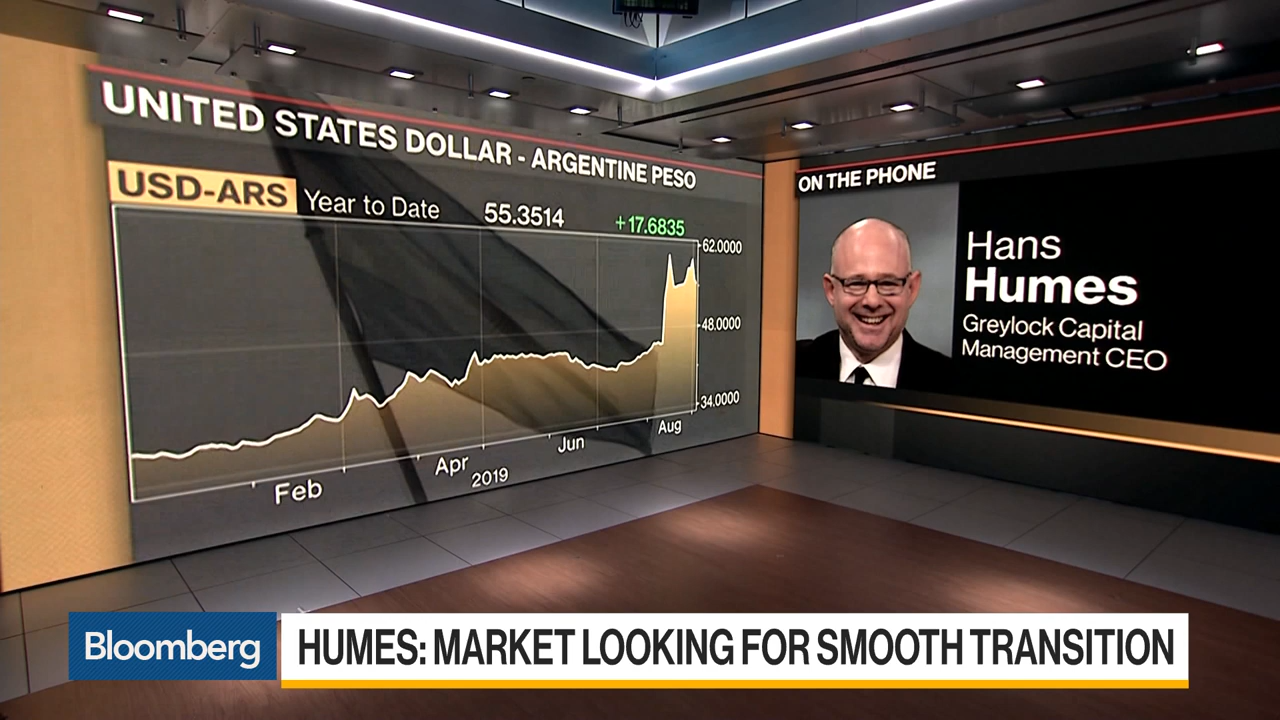 UNITED STATES DOLLAR - ARGENTINE PESO
USD-ARS Year to Date 55.3514 +17.6835
62.0000
48.0000
34.0000
Feb
Apr
Jun
Aug
2019
ON THE PHONE
Hans
Humes
Greylock Capital
Management CEO
Bloomberg
HUMES: MARKET LOOKING FOR SMOOTH TRANSITION